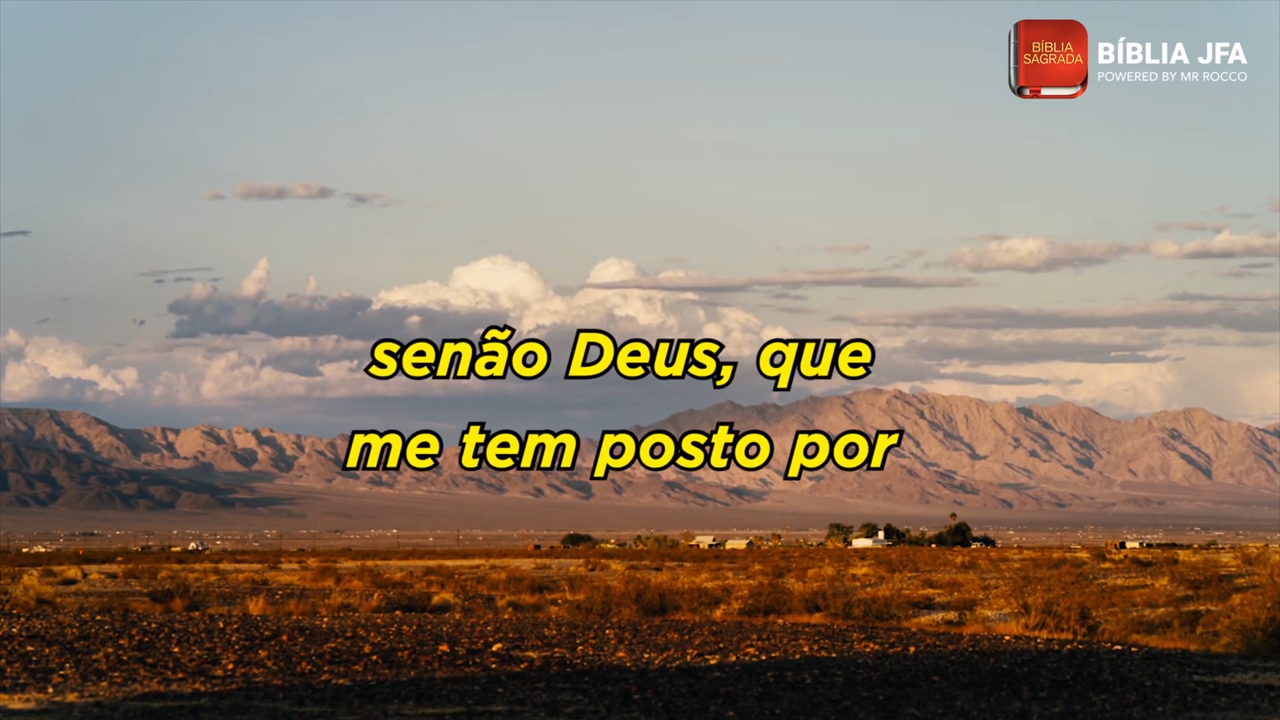 BÍBLIA
SAGRADA
BÍBLIA JFA
POWERED BY MR ROCCO
senão Deus, que
me tem posto por